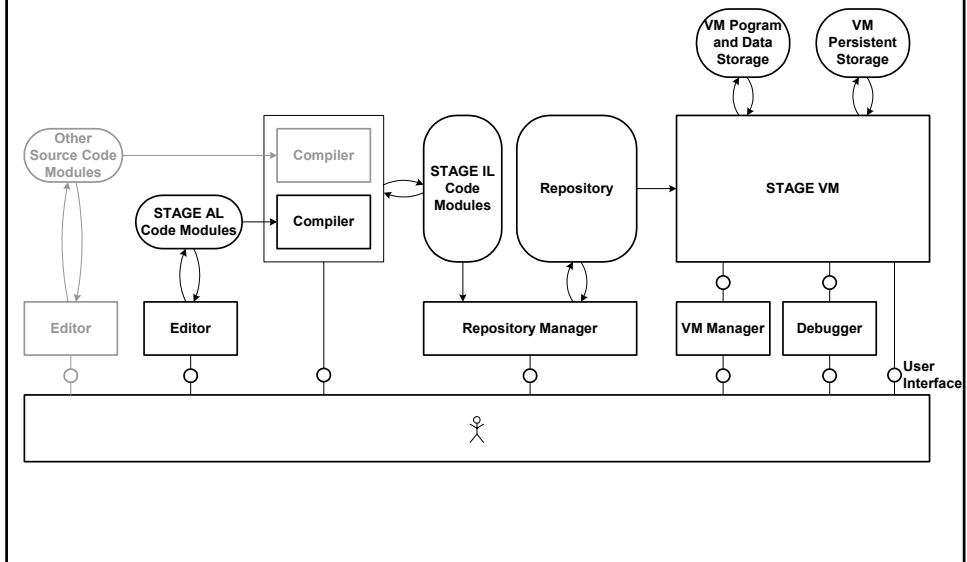 VM Pogram
and Data
Storage
VM
Persistent
Storage
Other
Source Code
Modules
Compiler
STAGE IL
Code
Modules
Repository
STAGE VM
STAGE AL
Code Modules
Compiler
Editor
Editor
Repository Manager
VM Manager
Debugger
User
Interface